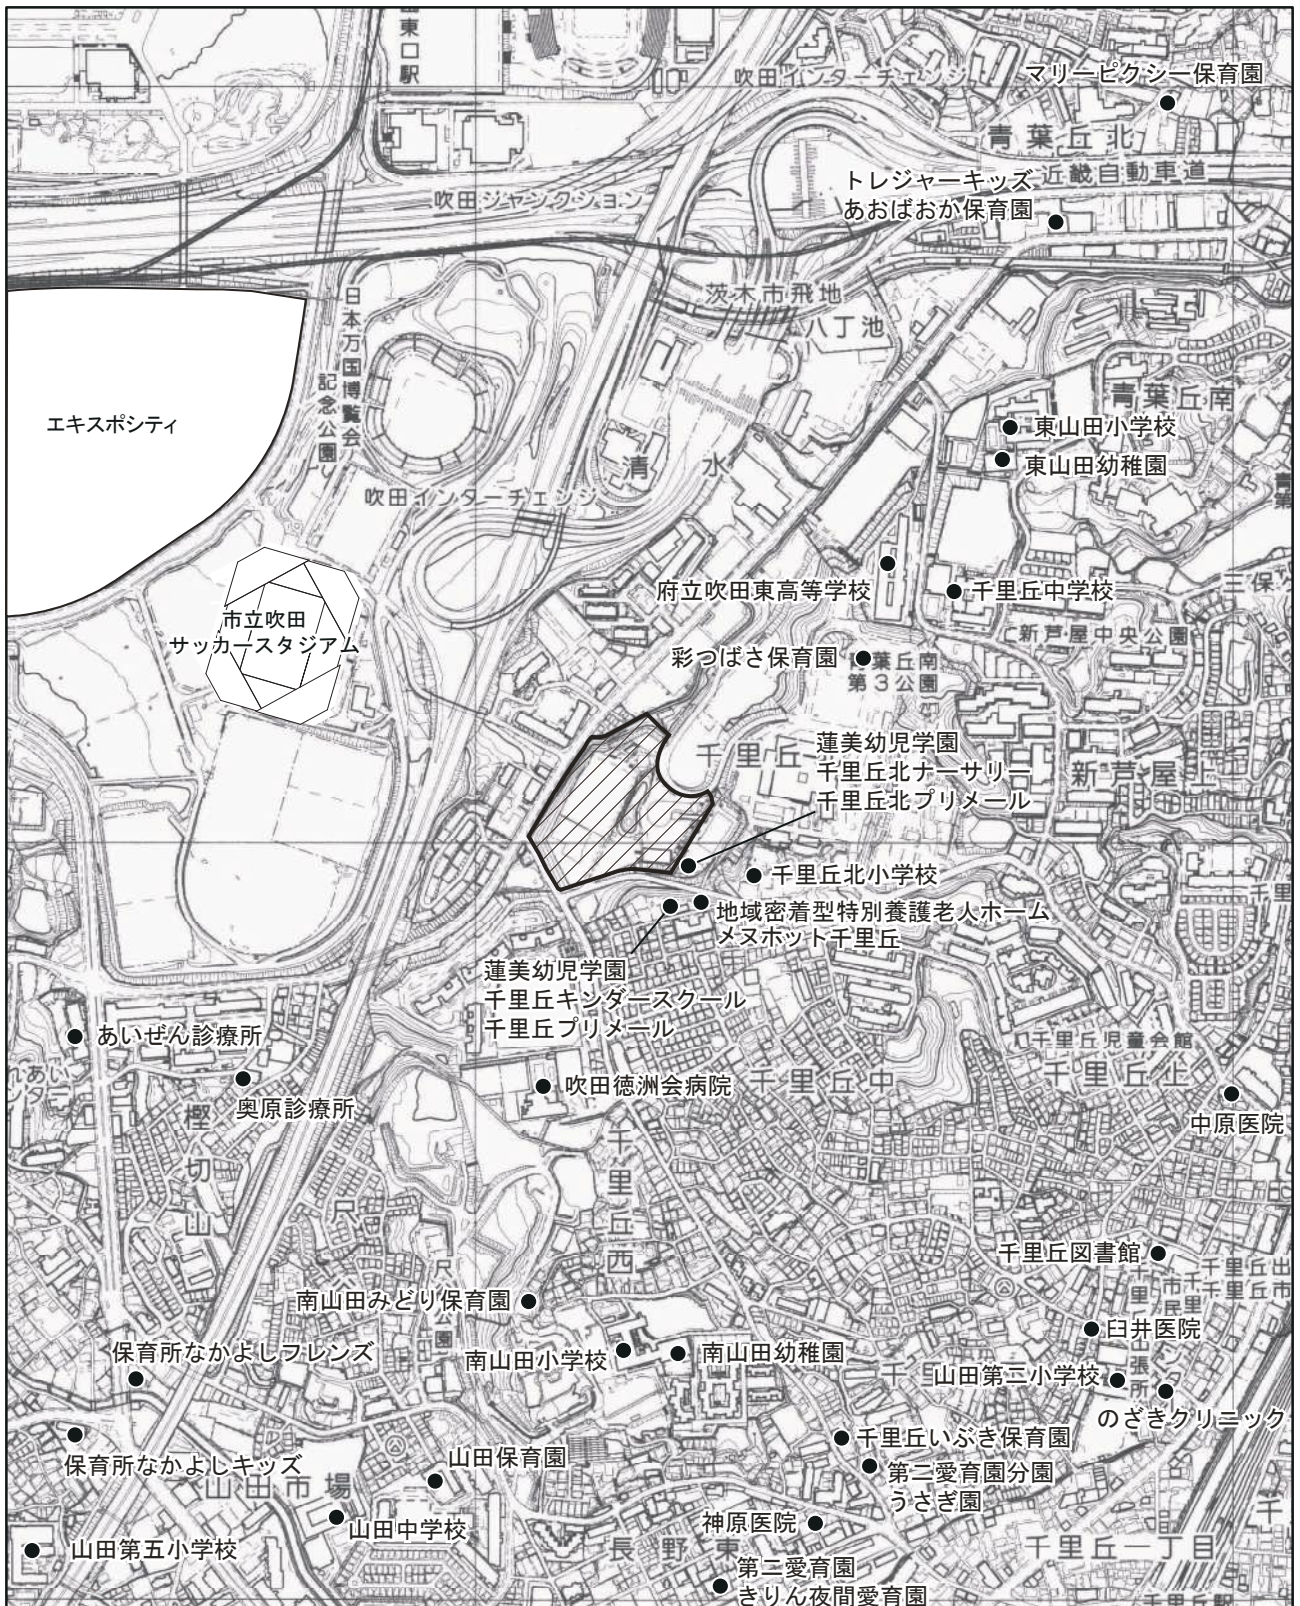 東口駅
吹田インターチェンジ
マリーピクシー保育園
青葉丘北
近畿自動車道
トレジャーキッズ
あおばおか保育園
吹田ジャンクション
茨木市飛地
八丁池
日本万国博覧会
記念公園
エキスポシティ
青葉丘南
東山田小学校
東山田幼稚園
清水
吹田インターチェンジ
府立吹田東高等学校
千里丘中学校
三保
新芦屋中央公園
市立吹田
サッカースタジアム
彩つばさ保育園
葉丘南
第3公園
千里丘
蓮美幼児学園
千里丘北ナーサリー
千里丘北プリメール
新芦屋上
千里丘北小学校
地域密着型特別養護老人ホーム
メヌホット千里丘
蓮美幼児学園
千里丘キンダースクール
千里丘プリメール
あいぜん診療所
奥原診療所
吹田徳洲会病院
千里丘中
千里丘児童会館
千里丘上
中原医院
樫切山
千里丘西
千里丘図書館
南山田みどり保育園
臼井医院
保育所なかよしフレンズ
南山田小学校
南山田幼稚園
山田第二小学校
のざきクリニック
保育所なかよしキッズ
山田市場
山田保育園
千里丘いぶき保育園
第二愛育園分園
うさぎ園
山田中学校
神原医院
山田第五小学校
長野東
千里丘一丁目
第二愛育園
きりん夜間愛育園
千里丘駅